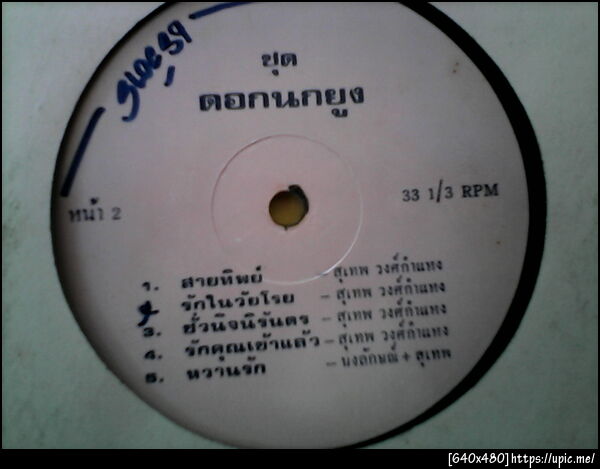 ชุด
ดอกนกยูง
หน้า 2
33 1/3 RPM
1. สายทิพย์ - สุเทพ วงศ์กำแหง
รักในวัยโรย - สุเทพ วงศ์กำแหง
3. ชั่วนิจนิรันดร - สุเทพ วงศ์กำแหง
4. รักคุณเข้าแล้ว - สุเทพ วงศ์กำแหง
5. หวานรัก - นงลักษณ์ + สุเทพ
[640x480]https://upic.me/